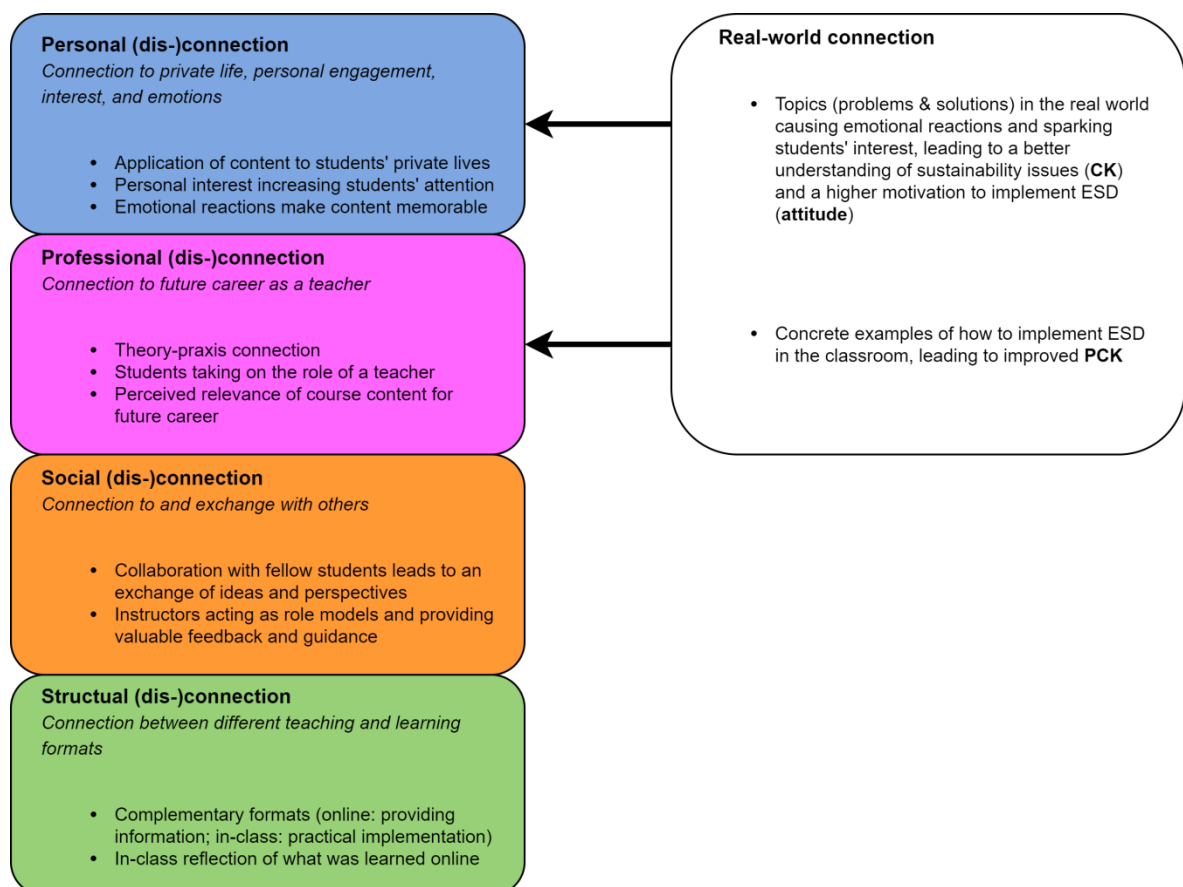 Personal (dis-)connection
Connection to private life, personal engagement,
interest, and emotions
• Application of content to students' private lives
• Personal interest increasing students' attention
• Emotional reactions make content memorable
Professional (dis-)connection
Connection to future career as a teacher
• Theory-praxis connection
• Students taking on the role of a teacher
• Perceived relevance of course content for
future career
Social (dis-)connection
Connection to and exchange with others
• Collaboration with fellow students leads to an
exchange of ideas and perspectives
• Instructors acting as role models and providing
valuable feedback and guidance
Structual (dis-)connection
Connection between different teaching and learning
formats
• Complementary formats (online: providing
information; in-class: practical implementation)
• In-class reflection of what was learned online
Real-world connection
• Topics (problems & solutions) in the real world
causing emotional reactions and sparking
students' interest, leading to a better
understanding of sustainability issues (CK)
and a higher motivation to implement ESD
(attitude)
• Concrete examples of how to implement ESD
in the classroom, leading to improved PCK